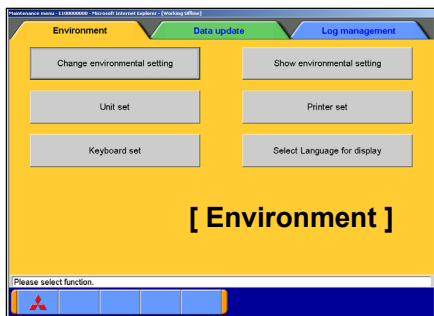 Maintenance menu - 1100000000 - Microsoft Internet Explorer - [Working Offline]
Environment Data update Log management
Change environmental setting Show environmental setting
Unit set Printer set
Keyboard set Select Language for display
[ Environment ]
Please select function.